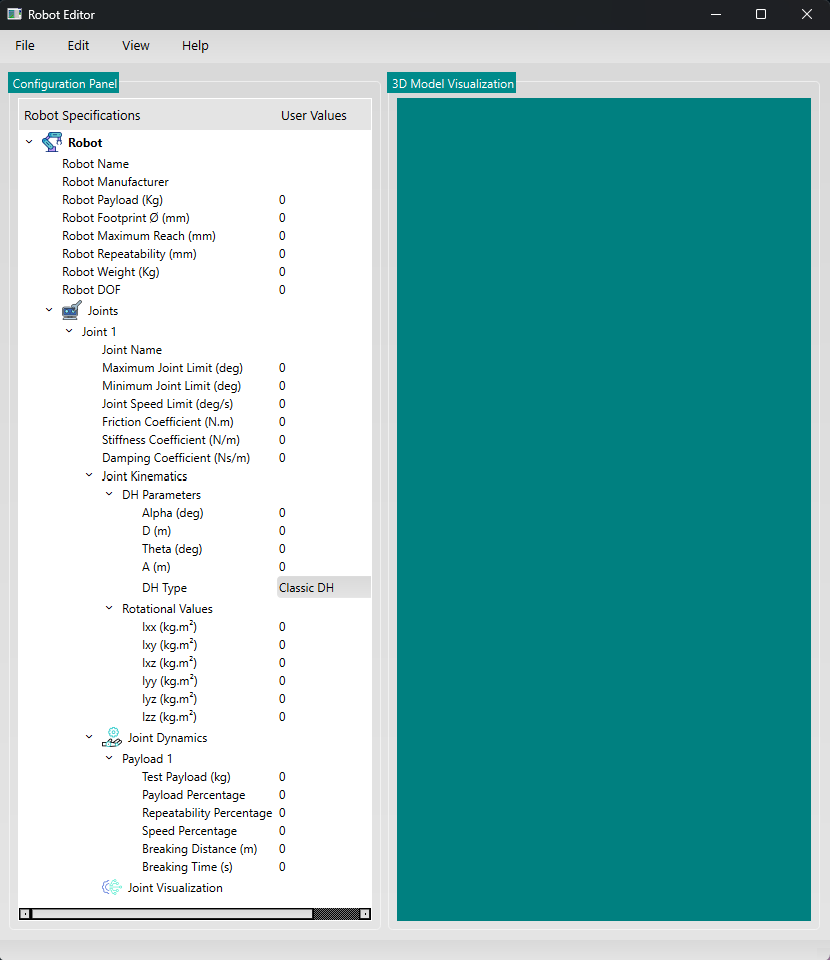 Robot Editor
File Edit View Help
Configuration Panel
3D Model Visualization
Robot Specifications User Values
Robot
Robot Name
Robot Manufacturer
Robot Payload (Kg) 0
Robot Footprint Ø (mm) 0
Robot Maximum Reach (mm) 0
Robot Repeatability (mm) 0
Robot Weight (Kg) 0
Robot DOF 0
Joints
Joint 1
Joint Name
Maximum Joint Limit (deg) 0
Minimum Joint Limit (deg) 0
Joint Speed Limit (deg/s) 0
Friction Coefficient (N.m) 0
Stiffness Coefficient (N/m) 0
Damping Coefficient (Ns/m) 0
Joint Kinematics
DH Parameters
Alpha (deg) 0
D (m) 0
Theta (deg) 0
A (m) 0
DH Type Classic DH
Rotational Values
Ixx (kg.m²) 0
Ixy (kg.m²) 0
Ixz (kg.m²) 0
Iyy (kg.m²) 0
Iyz (kg.m²) 0
Izz (kg.m²) 0
Joint Dynamics
Payload 1
Test Payload (kg) 0
Payload Percentage 0
Repeatability Percentage 0
Speed Percentage 0
Breaking Distance (m) 0
Breaking Time (s) 0
Joint Visualization